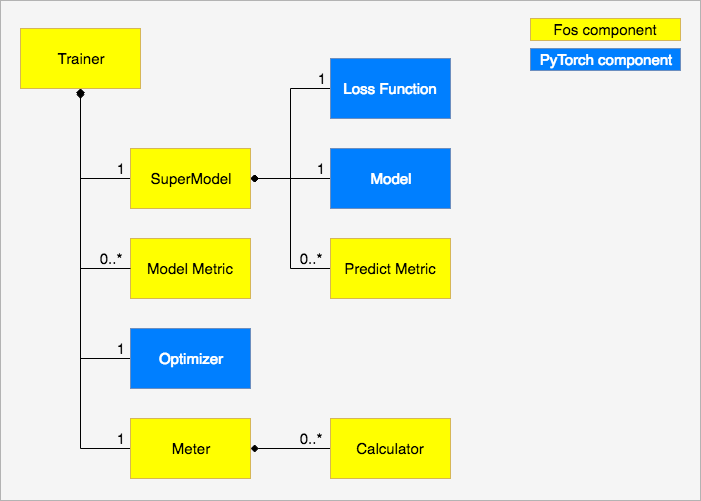 Fos component
Trainer
PyTorch component
1
Loss Function
1
SuperModel
1
Model
0..*
Model Metric
0..*
Predict Metric
1
Optimizer
1
Meter
0..*
Calculator